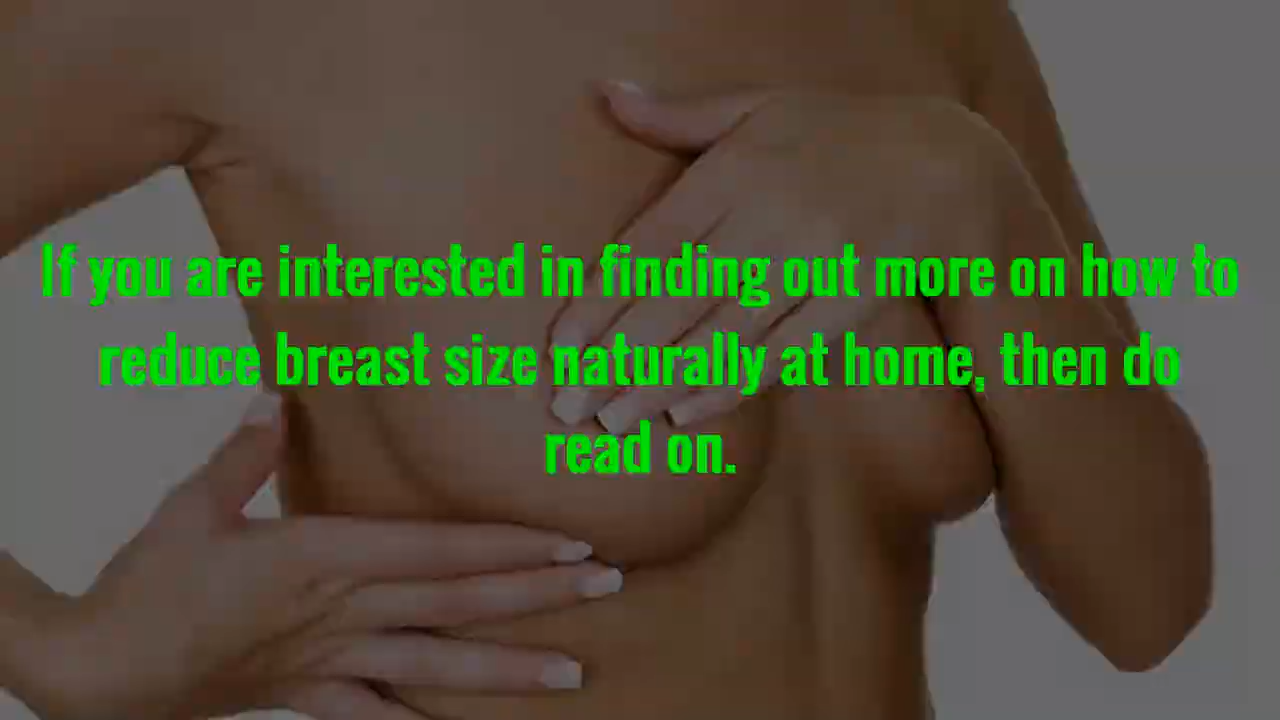 If you are interested in finding out more on how to
reduce breast size naturally at home, then do
read on.